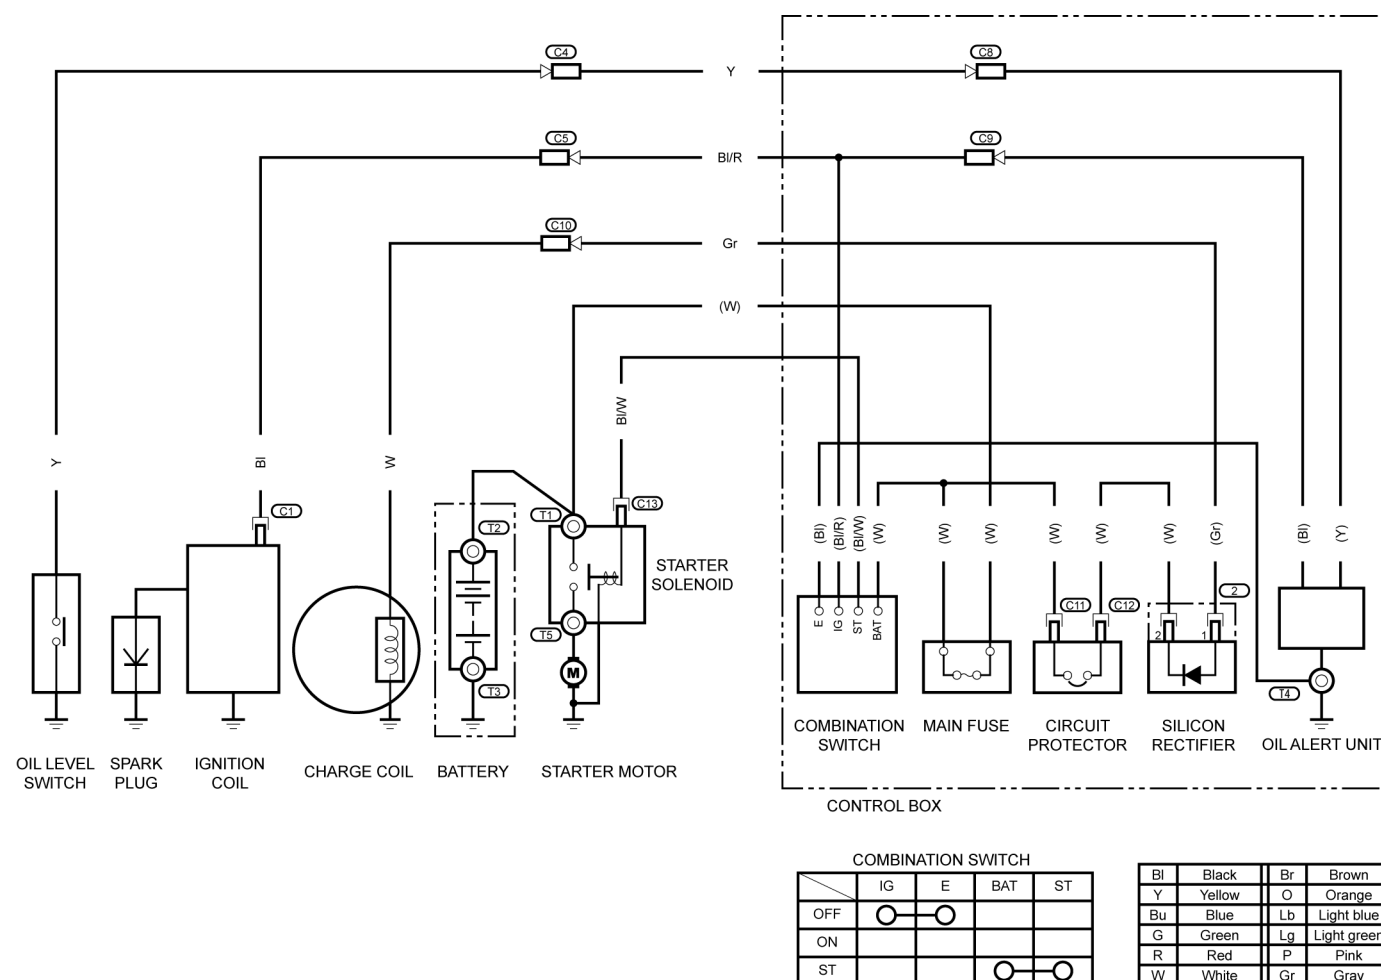 C4
C8
Y
C5
C9
Bl/R
C10
Gr
(W)
Bl/W
Y
Bl
W
C1
C13
T1
T2
STARTER
SOLENOID
(Bl)
(Bl/R)
(Bl/W)
(W)
(W)
(W)
(W)
(W)
(W)
(Gr)
(Bl)
(Y)
T5
T3
M
E
IG
ST
BAT
C11
C12
2
2
1
T4
OIL LEVEL
SWITCH
SPARK
PLUG
IGNITION
COIL
CHARGE COIL
BATTERY
STARTER MOTOR
COMBINATION
SWITCH
MAIN FUSE
CIRCUIT
PROTECTOR
SILICON
RECTIFIER
OIL ALERT UNIT
CONTROL BOX
COMBINATION SWITCH
IG E BAT ST
OFF
ON
ST
Bl Black Br Brown
Y Yellow O Orange
Bu Blue Lb Light blue
G Green Lg Light green
R Red P Pink
W White Gr Gray